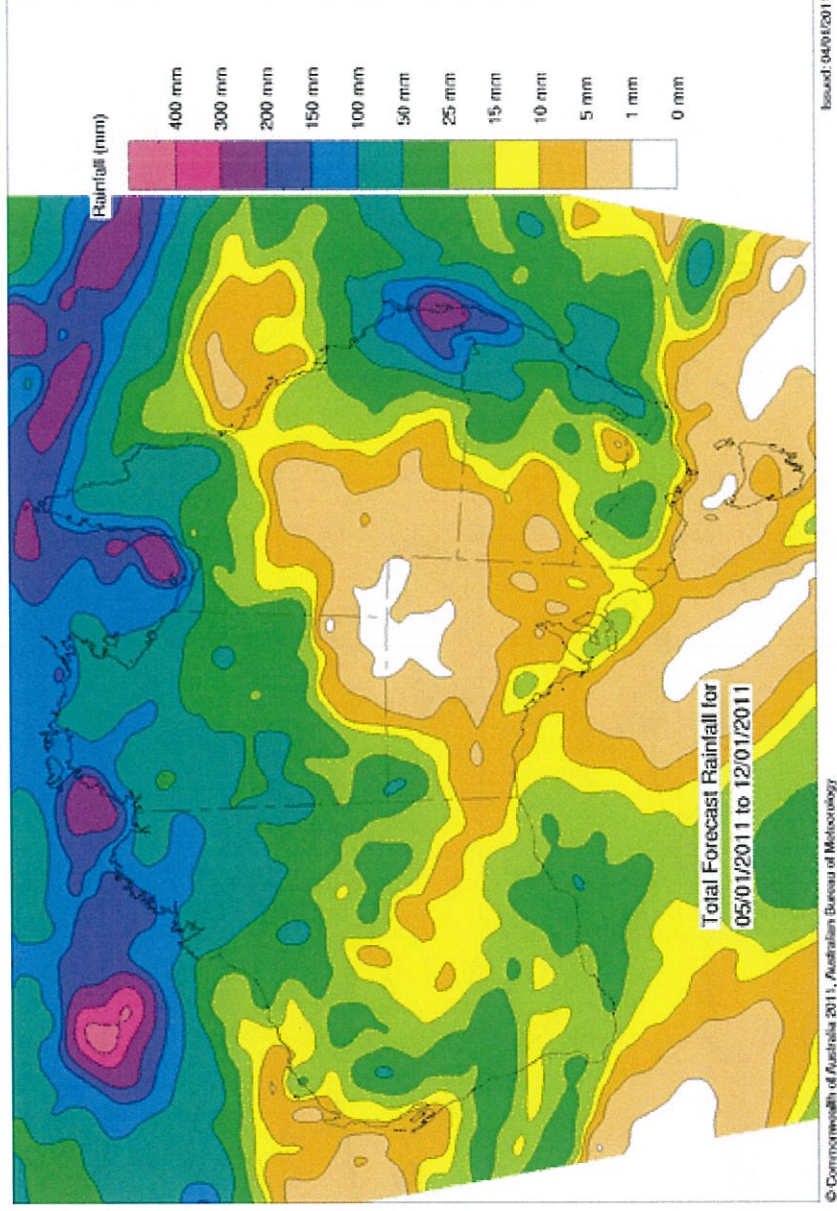 Rainfall (mm)
400 mm
300 mm
200 mm
150 mm
100 mm
50 mm
25 mm
15 mm
10 mm
5 mm
1 mm
0 mm
Total Forecast Rainfall for
05/01/2011 to 12/01/2011
© Commonwealth of Australia 2011, Australian Bureau of Meteorology
Issued: 04/01/2011